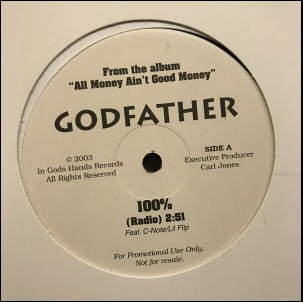 From the album
"All Money Ain't Good Money"
GODFATHER
© 2003
In Gods Hands Records
All Rights Reserved
SIDE A
Executive Producer
Carl Jones
100%
(Radio) 2:51
Feat. C-Note/Lil Flip
For Promotional Use Only.
Not for resale.